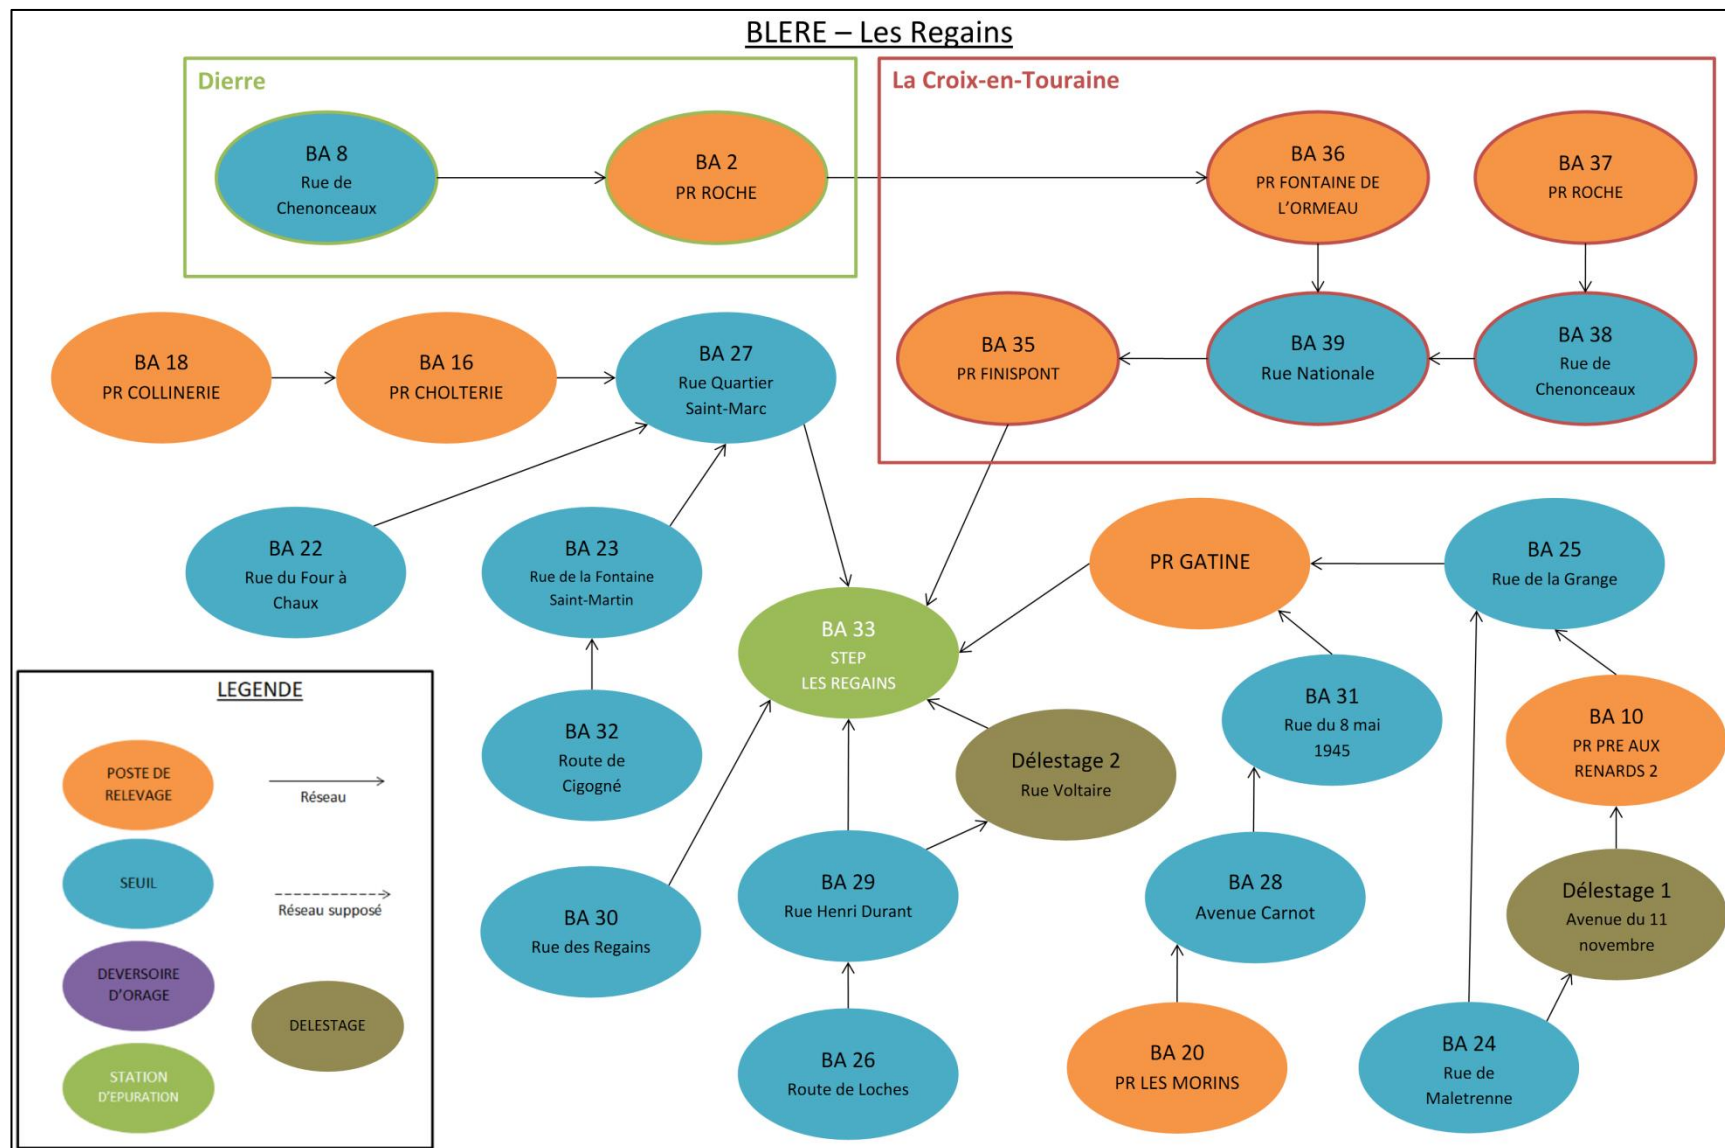 BLERE – Les Regains
Dierre
La Croix-en-Touraine
BA 8
Rue de
Chenonceaux
BA 2
PR ROCHE
BA 36
PR FONTAINE DE
L'ORMEAU
BA 37
PR ROCHE
BA 18
PR COLLINERIE
BA 16
PR CHOLTERIE
BA 27
Rue Quartier
Saint-Marc
BA 35
PR FINISPONT
BA 39
Rue Nationale
BA 38
Rue de
Chenonceaux
BA 22
Rue du Four à
Chaux
BA 23
Rue de la Fontaine
Saint-Martin
PR GATINE
BA 25
Rue de la Grange
BA 33
STEP
LES REGAINS
BA 32
Route de
Cigogné
Délestage 2
Rue Voltaire
BA 31
Rue du 8 mai
1945
BA 10
PR PRE AUX
RENARDS 2
BA 30
Rue des Regains
BA 29
Rue Henri Durant
BA 28
Avenue Carnot
Délestage 1
Avenue du 11
novembre
BA 26
Route de Loches
BA 20
PR LES MORINS
BA 24
Rue de
Maletrenne
LEGENDE
POSTE DE
RELEVAGE
Réseau
SEUIL
Réseau supposé
DEVERSOIRE
D'ORAGE
DELESTAGE
STATION
D'EPURATION